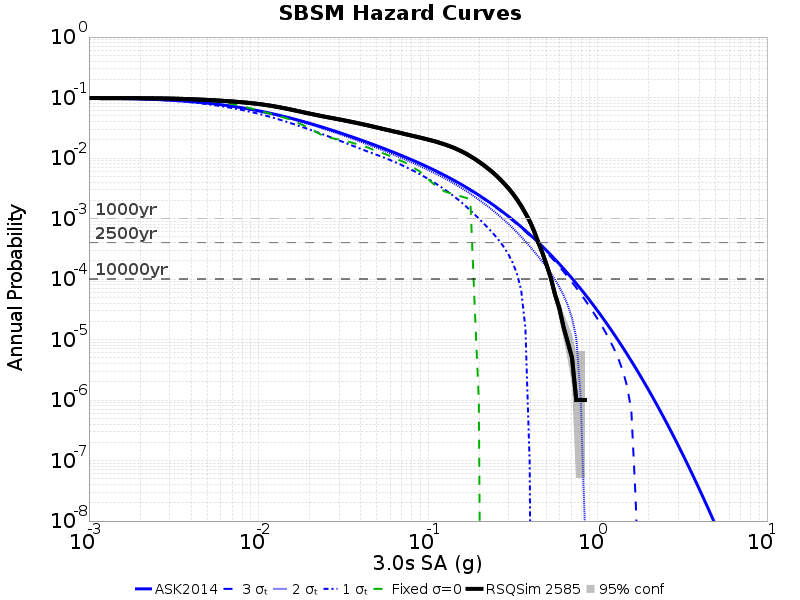 SBSM Hazard Curves
Annual Probability
10⁰
10⁻¹
10⁻²
10⁻³
10⁻⁴
10⁻⁵
10⁻⁶
10⁻⁷
10⁻⁸
1000yr
2500yr
10000yr
10⁻³ 10⁻² 10⁻¹ 10⁰ 10¹
3.0s SA (g)
ASK2014 3 σₜ 2 σₜ 1 σₜ Fixed σ=0 RSQSim 2585 95% conf